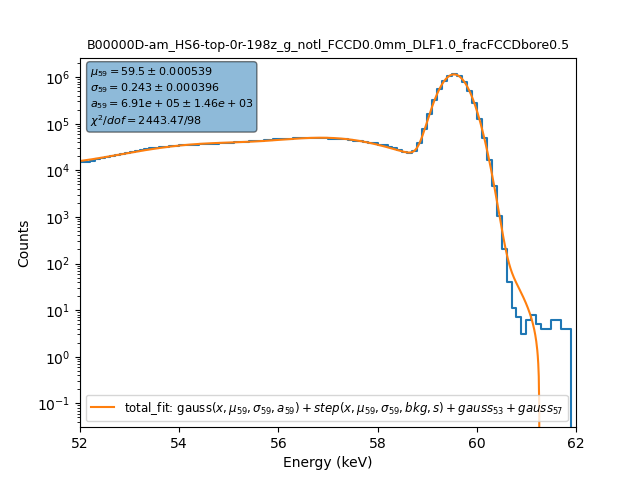 B00000D-am_HS6-top-0r-198z_g_notl_FCCD0.0mm_DLF1.0_fracFCCDbore0.5
μ₅₉ = 59.5 ± 0.000539
σ₅₉ = 0.243 ± 0.000396
a₅₉ = 6.91e + 05 ± 1.46e + 03
χ²/dof = 2443.47/98
10⁶
10⁵
10⁴
10³
10²
10¹
10⁰
10⁻¹
Counts
total_fit: gauss(x, μ₅₉, σ₅₉, a₅₉) + step(x, μ₅₉, σ₅₉, bkg, s) + gauss₅₃ + gauss₅₇
52 54 56 58 60 62
Energy (keV)